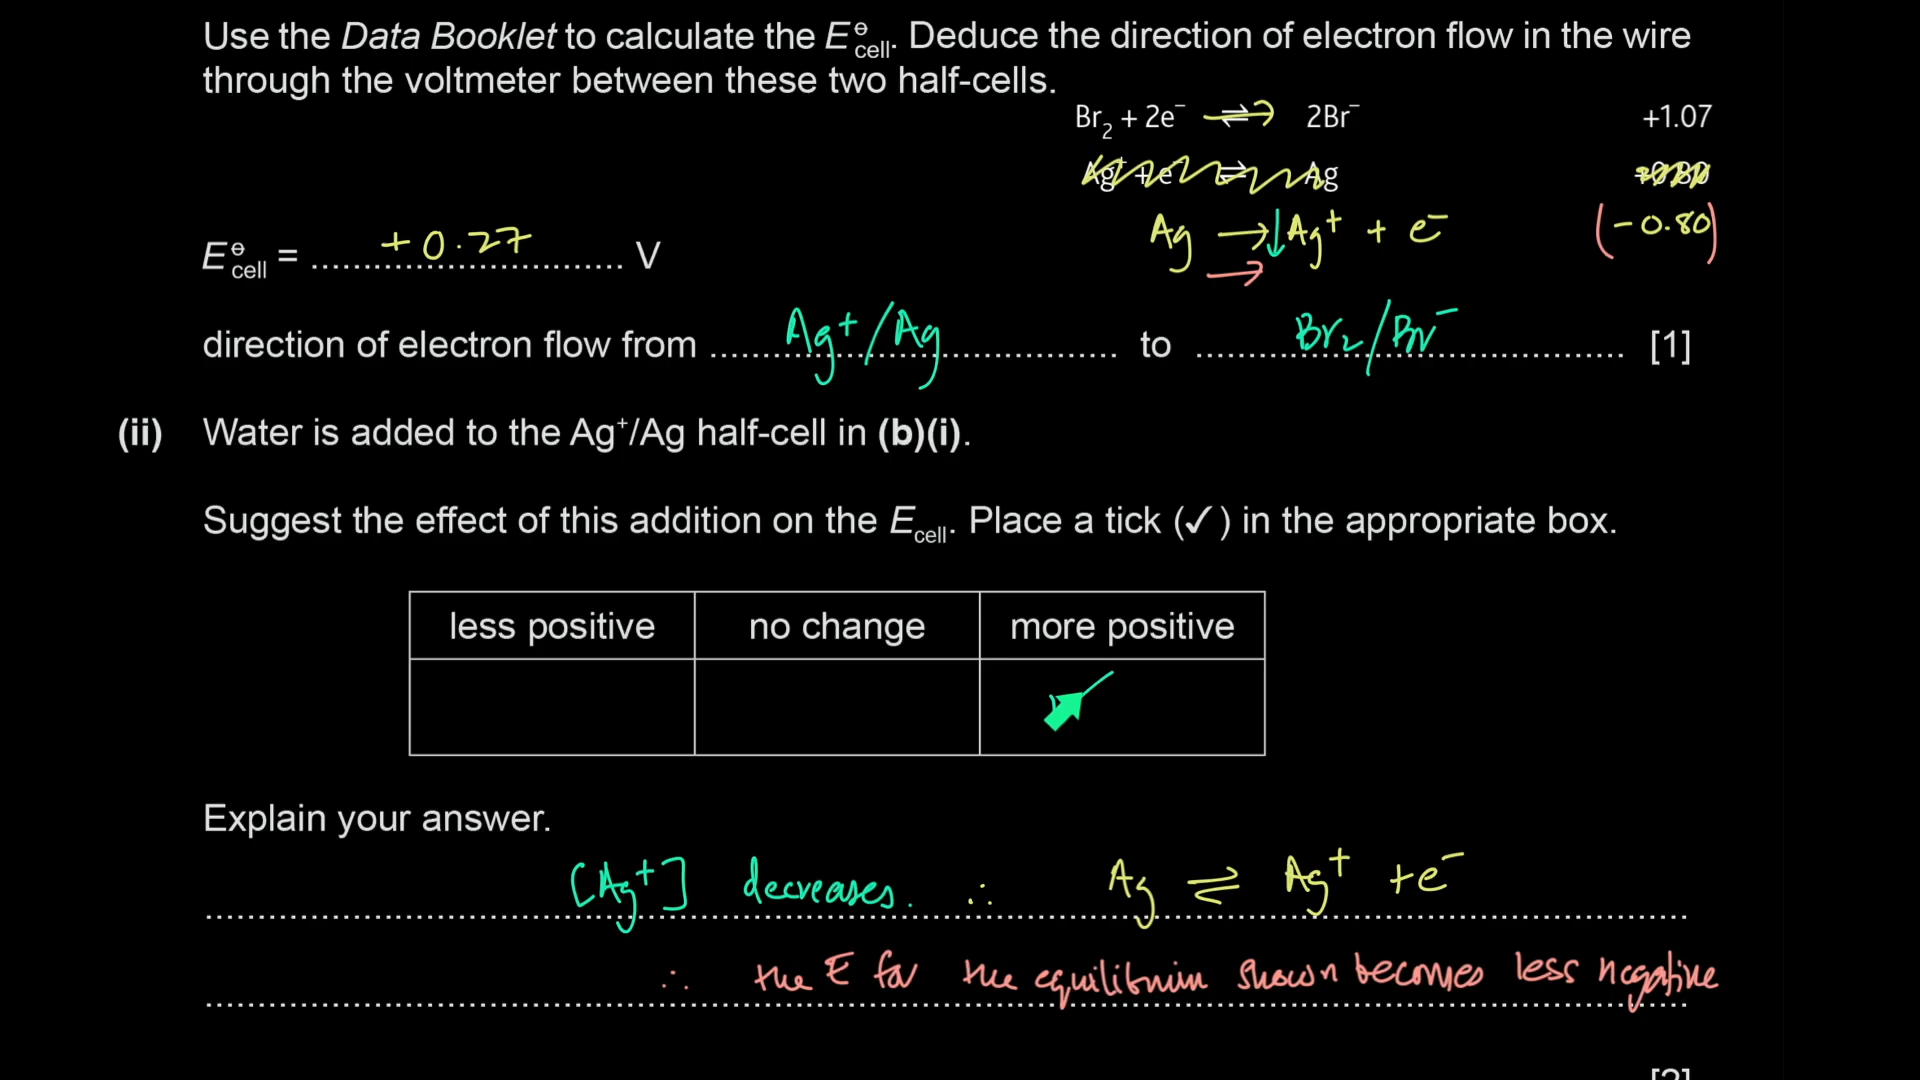 Use the Data Booklet to calculate the E⦵cell. Deduce the direction of electron flow in the wire
through the voltmeter between these two half-cells.
Br₂ + 2e⁻ ⇌ 2Br⁻ +1.07
Ag⁺ + e⁻ ⇌ Ag +0.80
Ag → Ag⁺ + e⁻ (-0.80)
E⦵cell = +0.27 V
direction of electron flow from Ag⁺/Ag to Br₂/Br⁻ [1]
(ii) Water is added to the Ag⁺/Ag half-cell in (b)(i).
Suggest the effect of this addition on the Ecell. Place a tick (✓) in the appropriate box.
less positive no change more positive
Explain your answer.
[Ag⁺] decreases. ∴ Ag ⇌ Ag⁺ + e⁻
∴ the E for the equilibrium shown becomes less negative